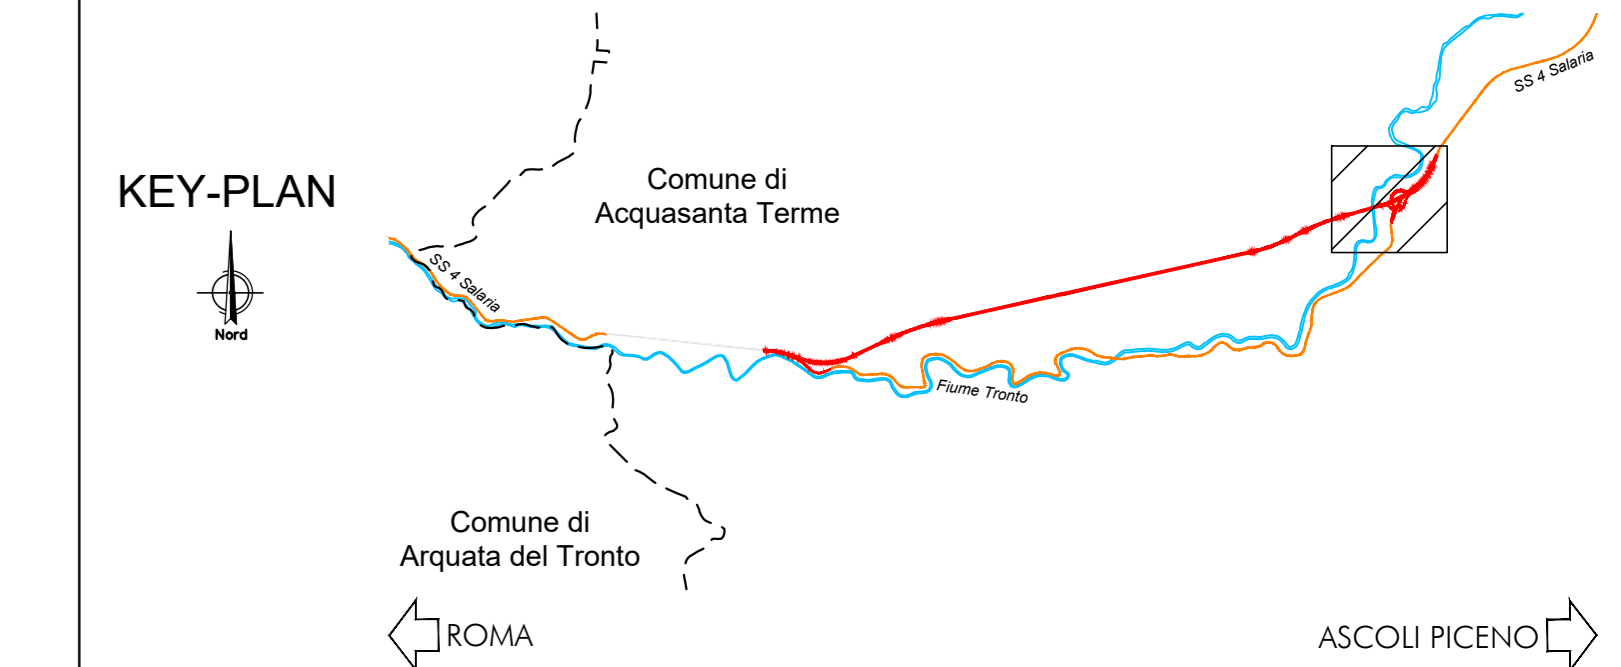 SS 4 Salaria
KEY-PLAN
Comune di
Acquasanta Terme
SS 4 Salaria
Nord
Fiume Tronto
Comune di
Arquata del Tronto
ROMA
ASCOLI PICENO